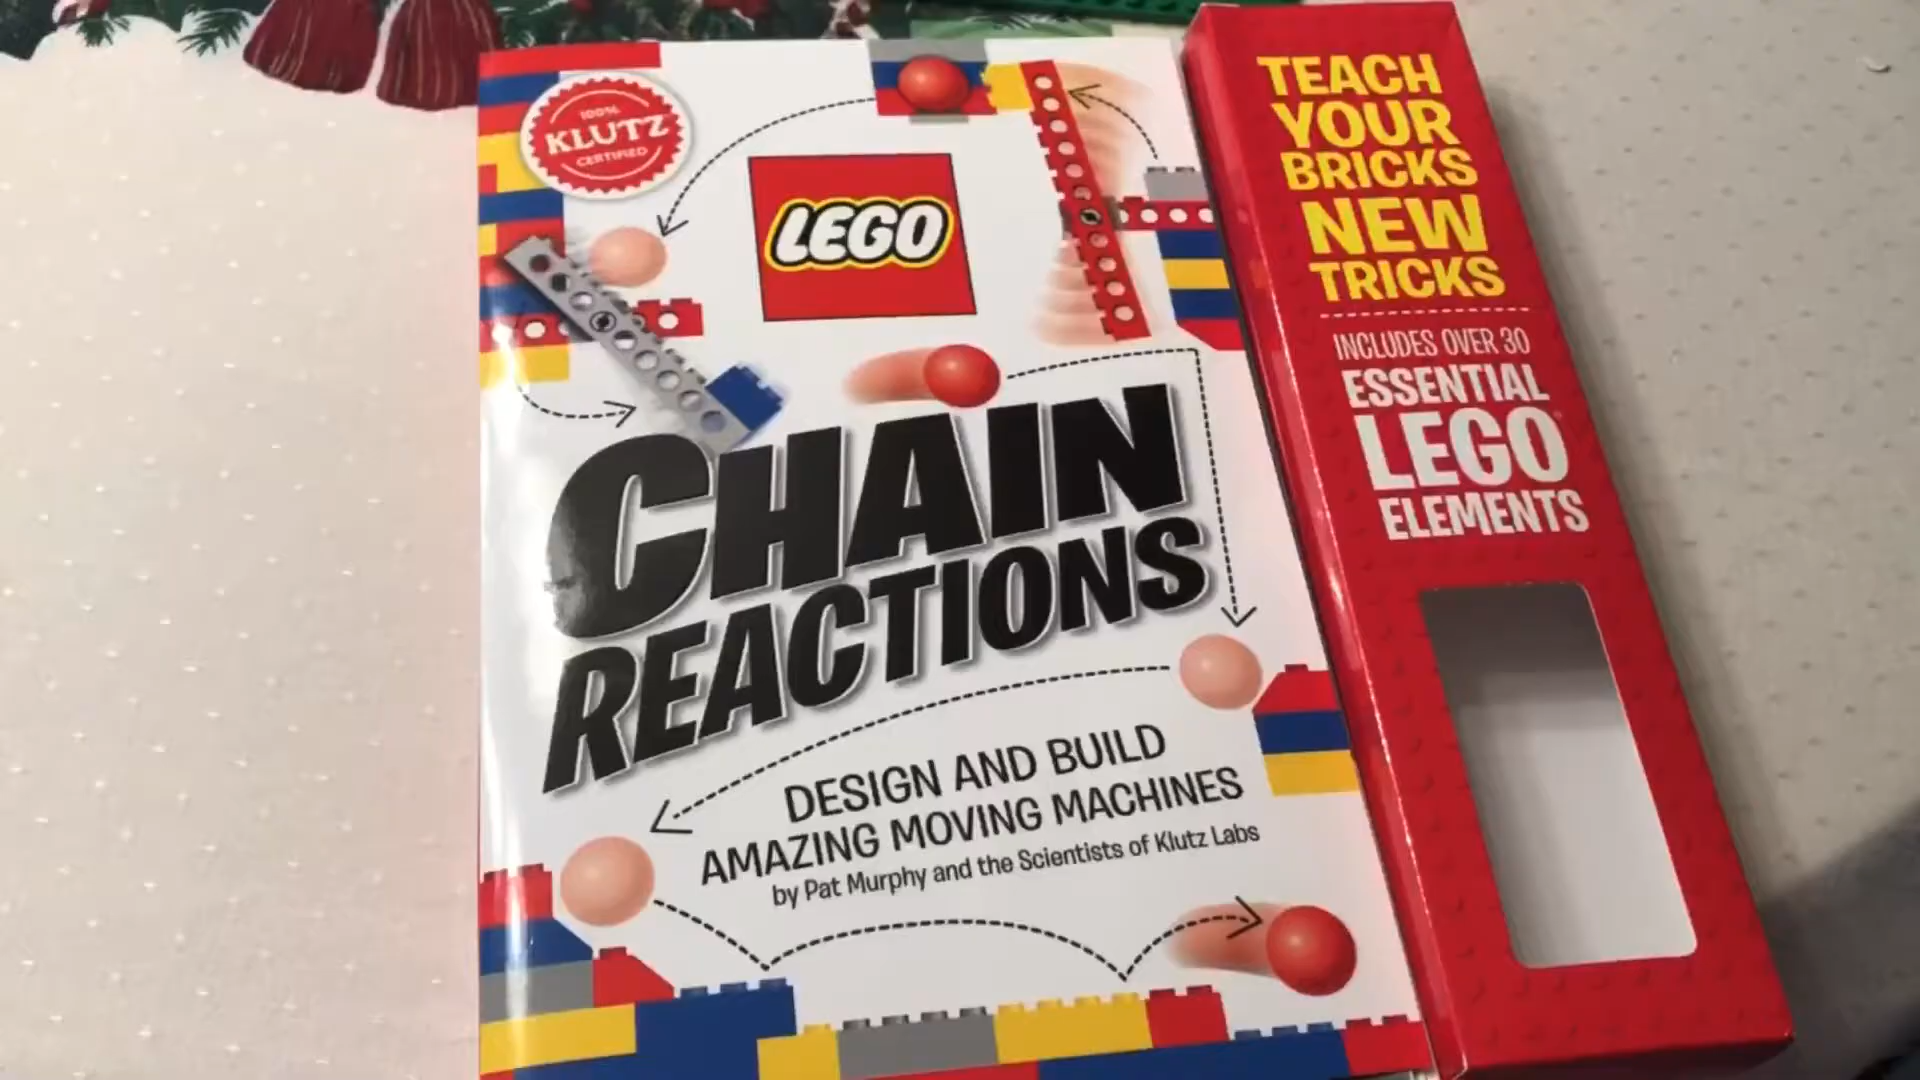 100%
KLUTZ
CERTIFIED
LEGO
CHAIN
REACTIONS
DESIGN AND BUILD
AMAZING MOVING MACHINES
by Pat Murphy and the Scientists of Klutz Labs
TEACH
YOUR
BRICKS
NEW
TRICKS
INCLUDES OVER 30
ESSENTIAL
LEGO®
ELEMENTS